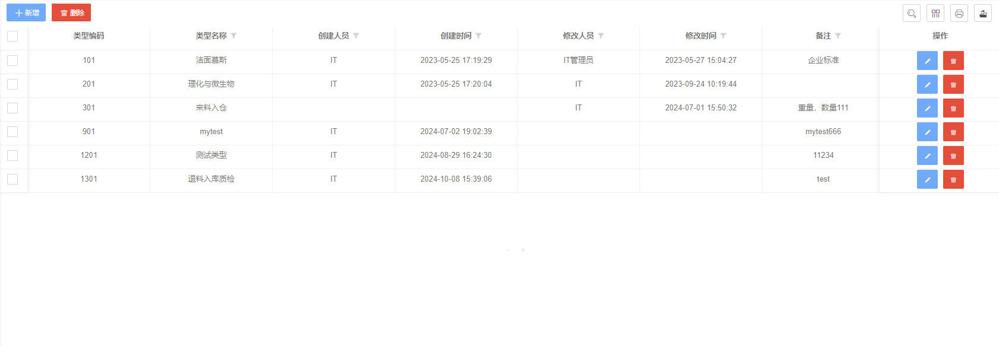 新增 删除
类型编码 类型名称 创建人员 创建时间 修改人员 修改时间 备注 操作
101 洁面慕斯 IT 2023-05-25 17:19:29 IT管理员 2023-05-27 15:04:27 企业标准
201 理化与微生物 IT 2023-05-25 17:20:04 IT 2023-09-24 10:19:44
301 来料入仓 IT 2024-07-01 15:50:32 重量，数量111
901 mytest IT 2024-07-02 19:02:39 mytest666
1201 测试类型 IT 2024-08-29 16:24:30 11234
1301 退料入库质检 IT 2024-10-08 15:39:06 test